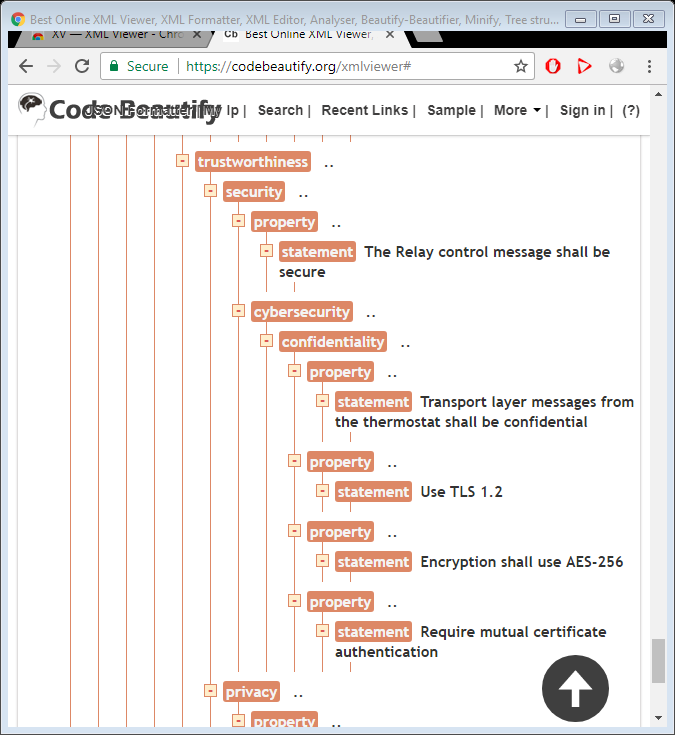 Best Online XML Viewer, XML Formatter, XML Editor, Analyser, Beautify-Beautifier, Minify, Tree stru...
XV — XML Viewer - Chro
Cb Best Online XML Viewer,
Secure https://codebeautify.org/xmlviewer#
Code Beautify JSON Formatter | My Ip | Search | Recent Links | Sample | More | Sign in | (?)
- trustworthiness ..
- security ..
- property ..
- statement The Relay control message shall be
secure
- cybersecurity ..
- confidentiality ..
- property ..
- statement Transport layer messages from
the thermostat shall be confidential
- property ..
- statement Use TLS 1.2
- property ..
- statement Encryption shall use AES-256
- property ..
- statement Require mutual certificate
authentication
- privacy ..
- property ..